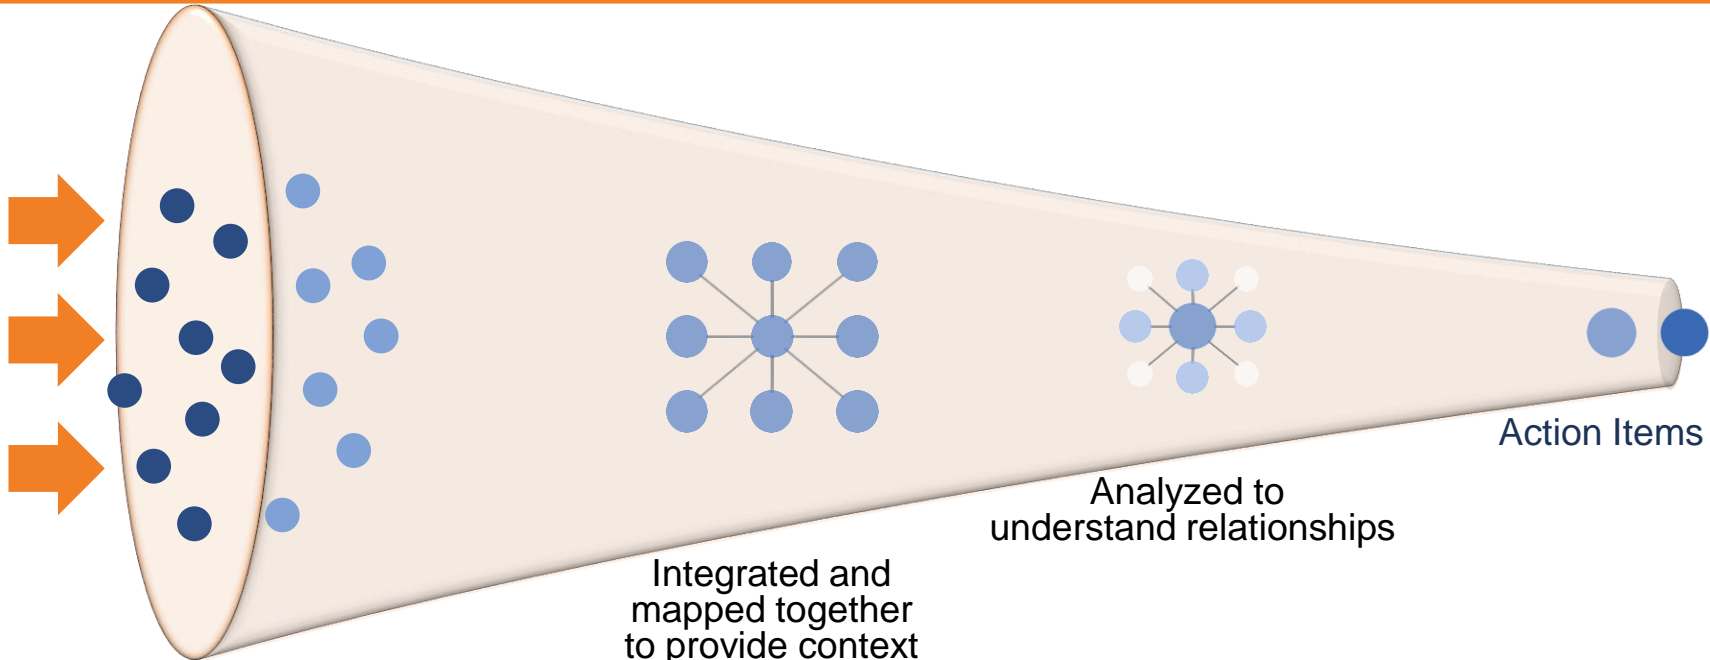 Action Items
Analyzed to
understand relationships
Integrated and
mapped together
to provide context